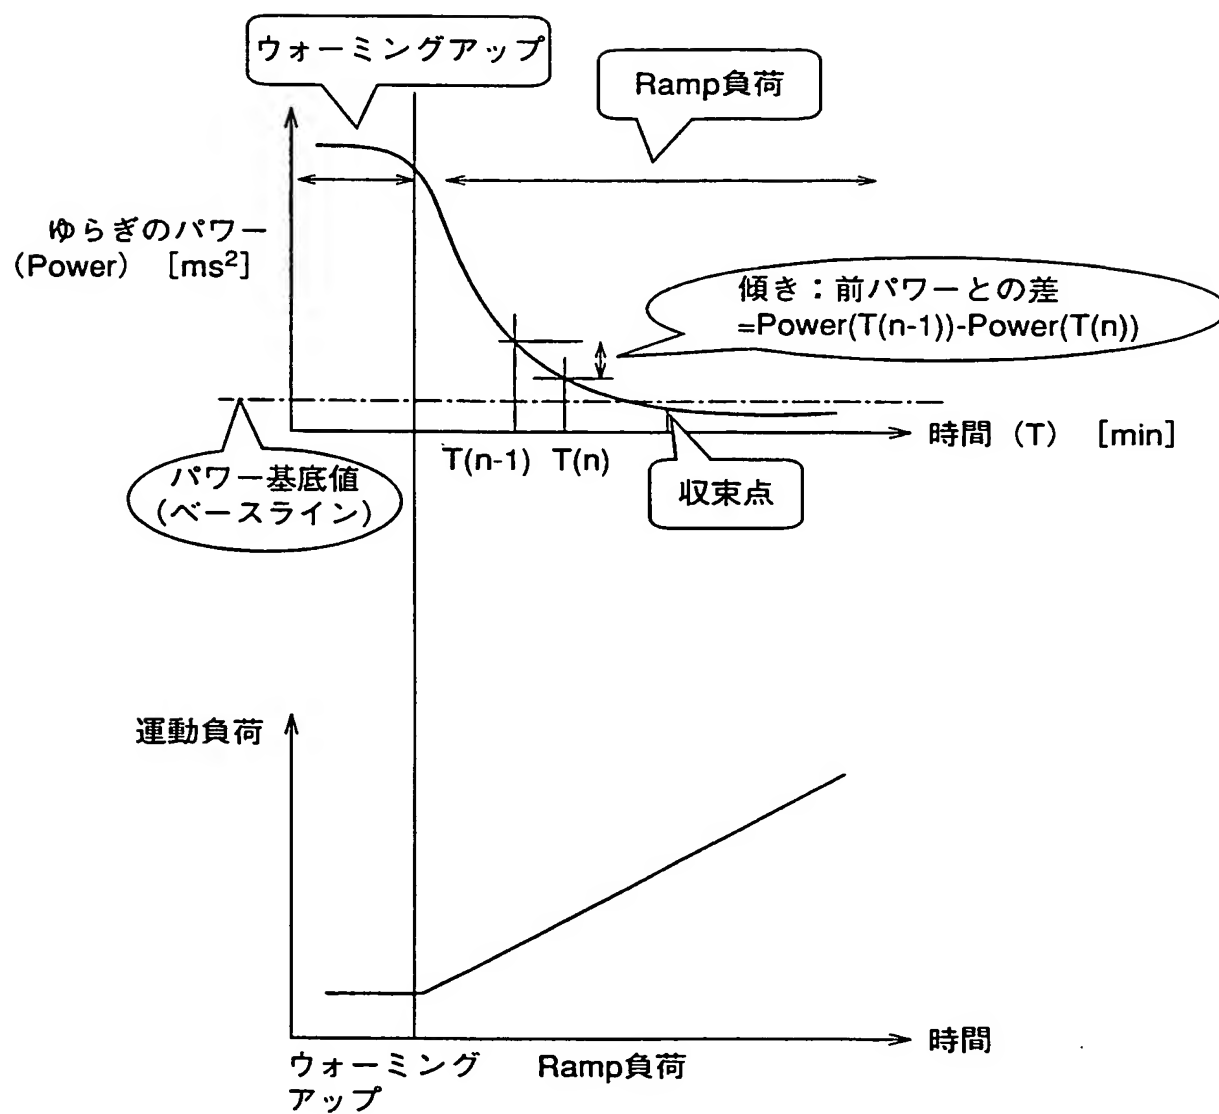 ウォーミングアップ
Ramp負荷
ゆらぎのパワー
(Power) [ms²]
傾き：前パワーとの差
=Power(T(n-1))-Power(T(n))
時間 (T) [min]
T(n-1) T(n)
パワー基底値
(ベースライン)
収束点
運動負荷
時間
ウォーミング
アップ
Ramp負荷